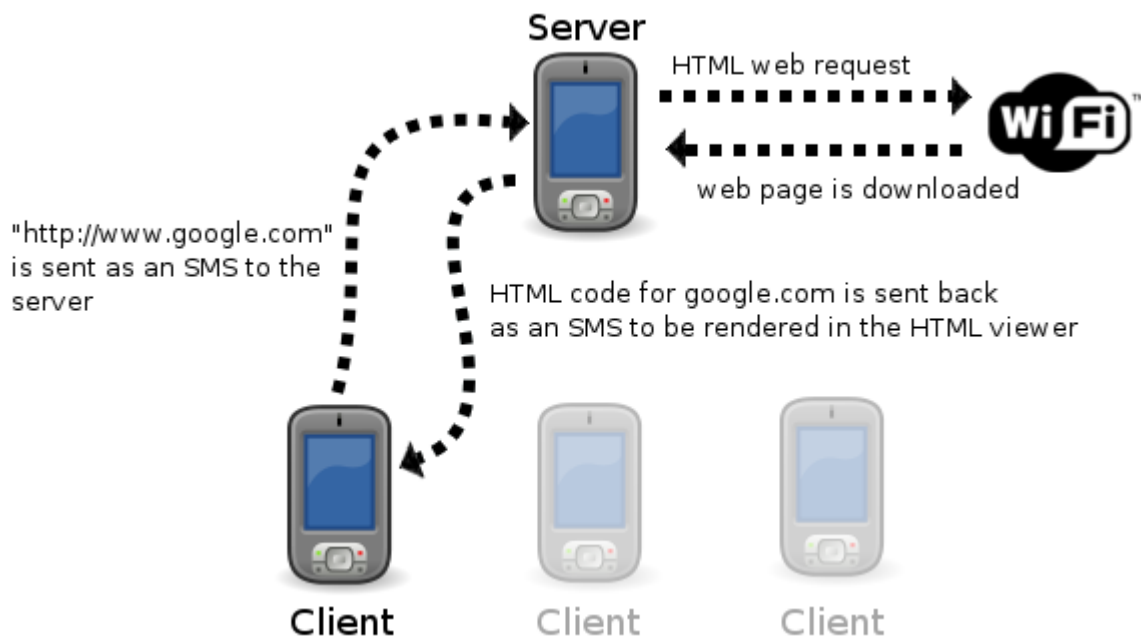 Server
HTML web request
Wi Fi
TM
web page is downloaded
"http://www.google.com"
is sent as an SMS to the
server
HTML code for google.com is sent back
as an SMS to be rendered in the HTML viewer
Client
Client
Client